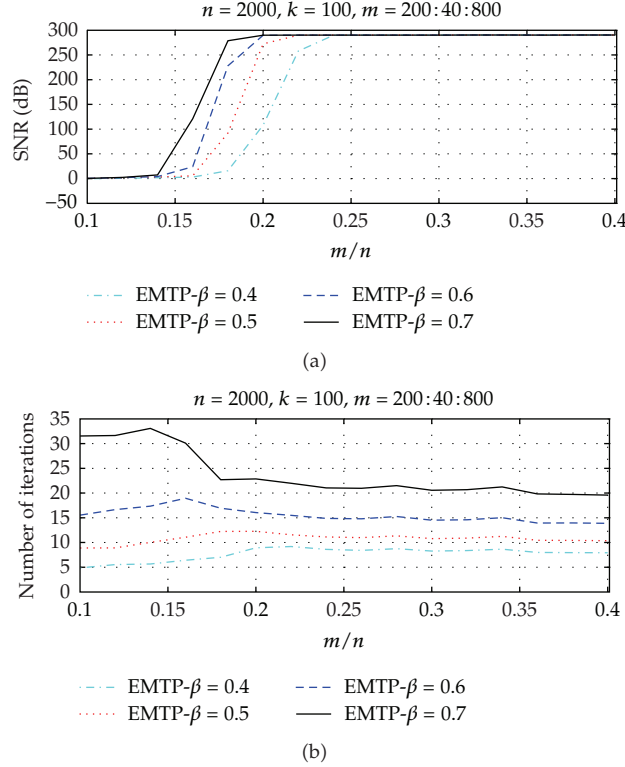 n = 2000, k = 100, m = 200:40:800
300
250
200
150
100
50
0
−50
SNR (dB)
0.1 0.15 0.2 0.25 0.3 0.35 0.4
m/n
EMTP-β = 0.4 EMTP-β = 0.6
EMTP-β = 0.5 EMTP-β = 0.7
(a)
n = 2000, k = 100, m = 200:40:800
35
30
25
20
15
10
5
0
Number of iterations
0.1 0.15 0.2 0.25 0.3 0.35 0.4
m/n
EMTP-β = 0.4 EMTP-β = 0.6
EMTP-β = 0.5 EMTP-β = 0.7
(b)